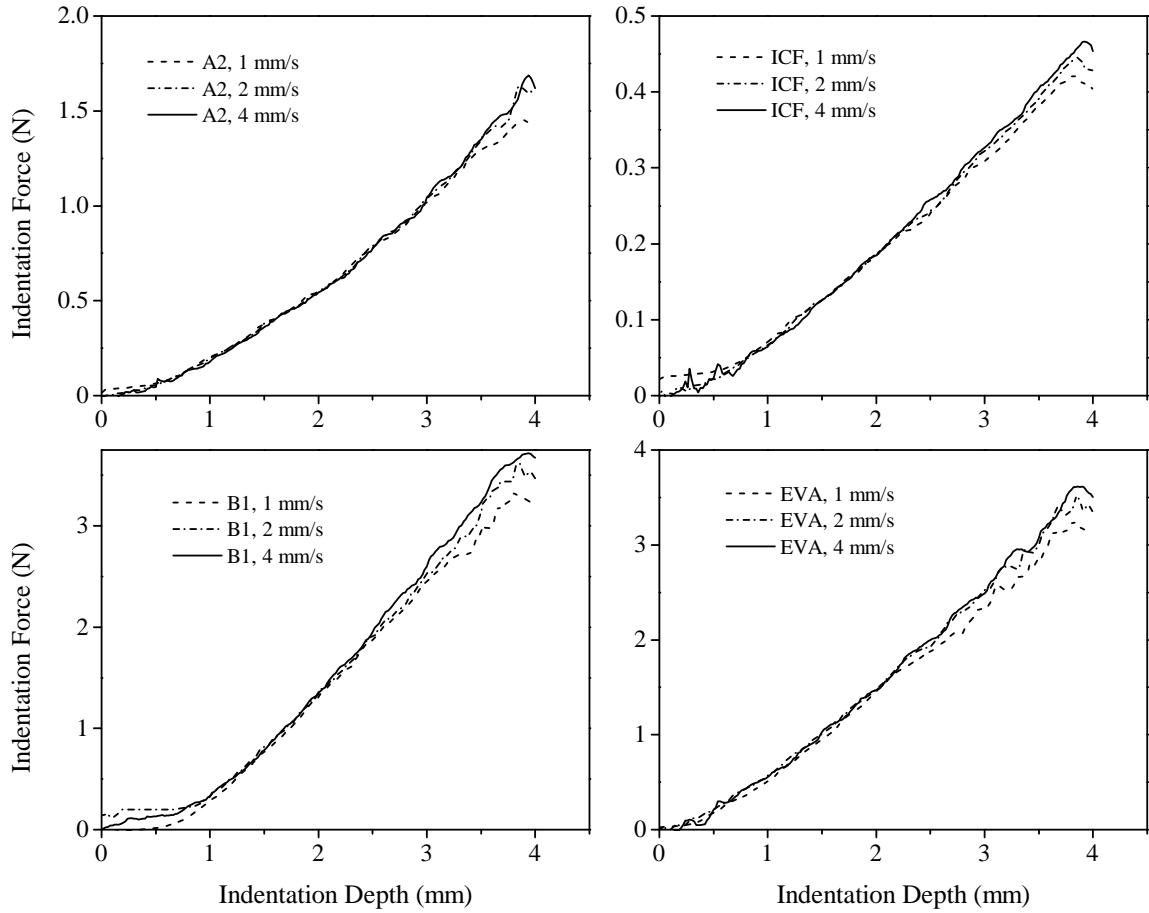 2.0
1.5
1.0
0.5
0
0 1 2 3 4
Indentation Force (N)
A2, 1 mm/s
A2, 2 mm/s
A2, 4 mm/s
0.5
0.4
0.3
0.2
0.1
0
0 1 2 3 4
ICF, 1 mm/s
ICF, 2 mm/s
ICF, 4 mm/s
3
2
1
0
0 1 2 3 4
Indentation Force (N)
Indentation Depth (mm)
B1, 1 mm/s
B1, 2 mm/s
B1, 4 mm/s
4
3
2
1
0
0 1 2 3 4
Indentation Depth (mm)
EVA, 1 mm/s
EVA, 2 mm/s
EVA, 4 mm/s